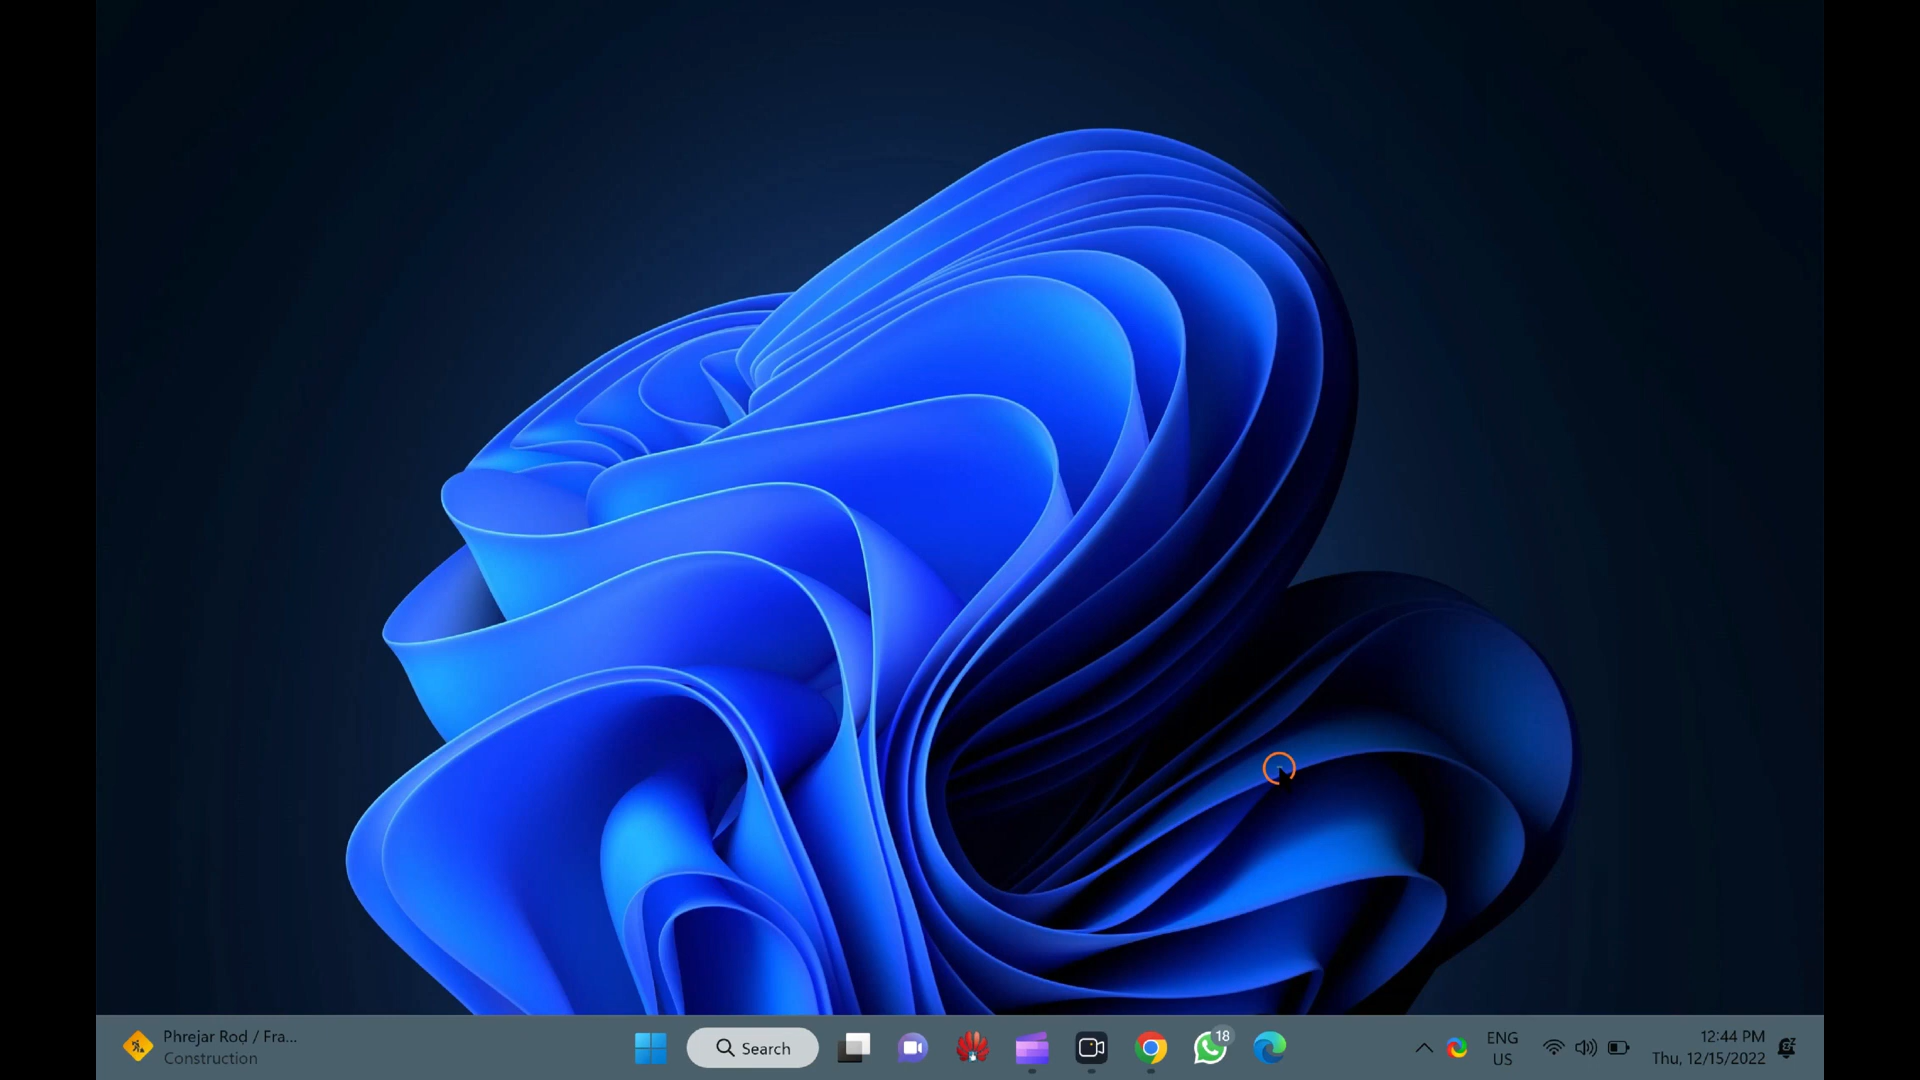 Phrejar Rod / Fra...
Construction
Search
18
ENG
US
12:44 PM
Thu, 12/15/2022